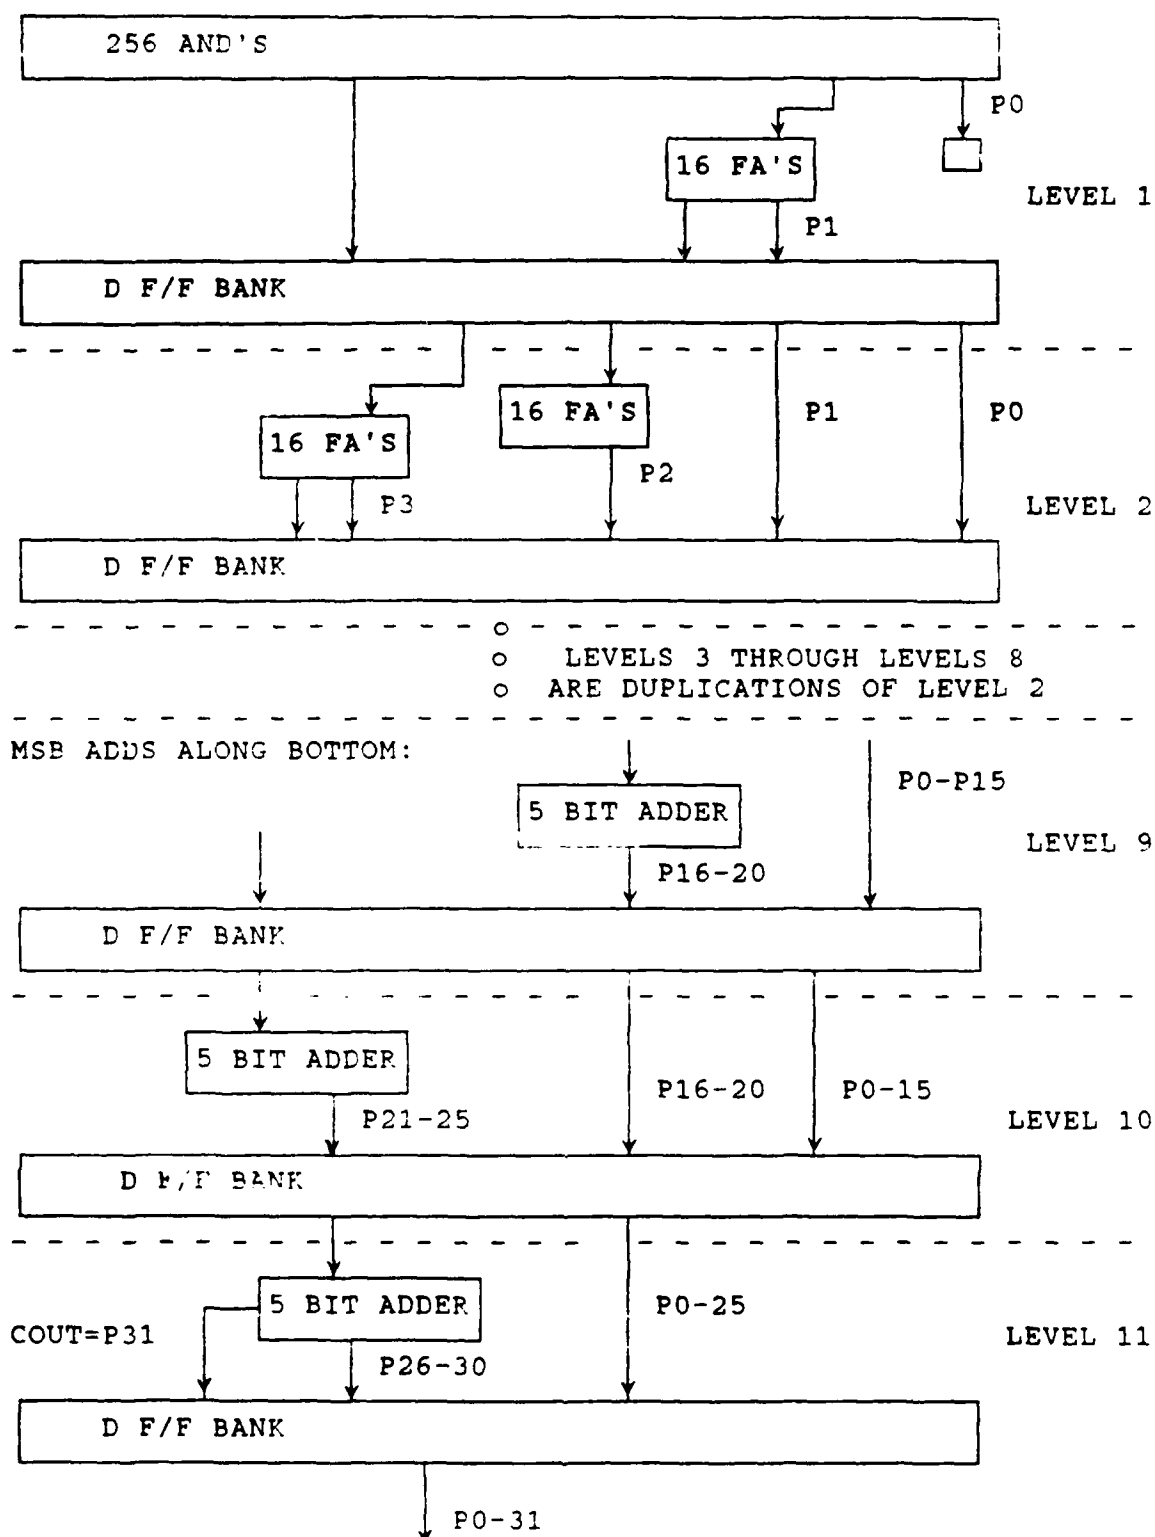 256 AND'S
P0
16 FA'S
LEVEL 1
P1
D F/F BANK
16 FA'S
P1
P0
16 FA'S
P2
P3
LEVEL 2
D F/F BANK
LEVELS 3 THROUGH LEVELS 8
ARE DUPLICATIONS OF LEVEL 2
MSB ADDS ALONG BOTTOM:
P0-P15
5 BIT ADDER
LEVEL 9
P16-20
D F/F BANK
5 BIT ADDER
P16-20
P0-15
P21-25
LEVEL 10
D F/F BANK
5 BIT ADDER
P0-25
COUT=P31
LEVEL 11
P26-30
D F/F BANK
P0-31